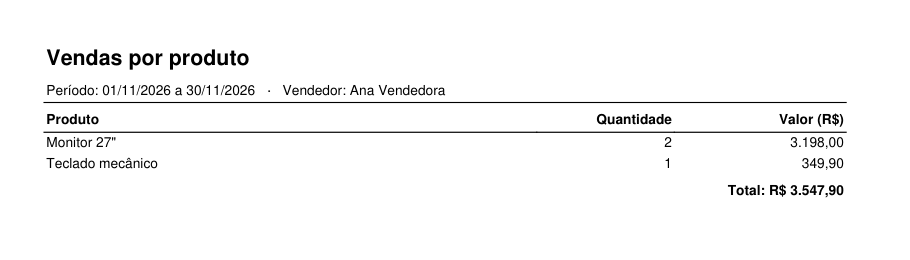 Vendas por produto
Período: 01/11/2026 a 30/11/2026 · Vendedor: Ana Vendedora
Produto Quantidade Valor (R$)
Monitor 27" 2 3.198,00
Teclado mecânico 1 349,90
Total: R$ 3.547,90